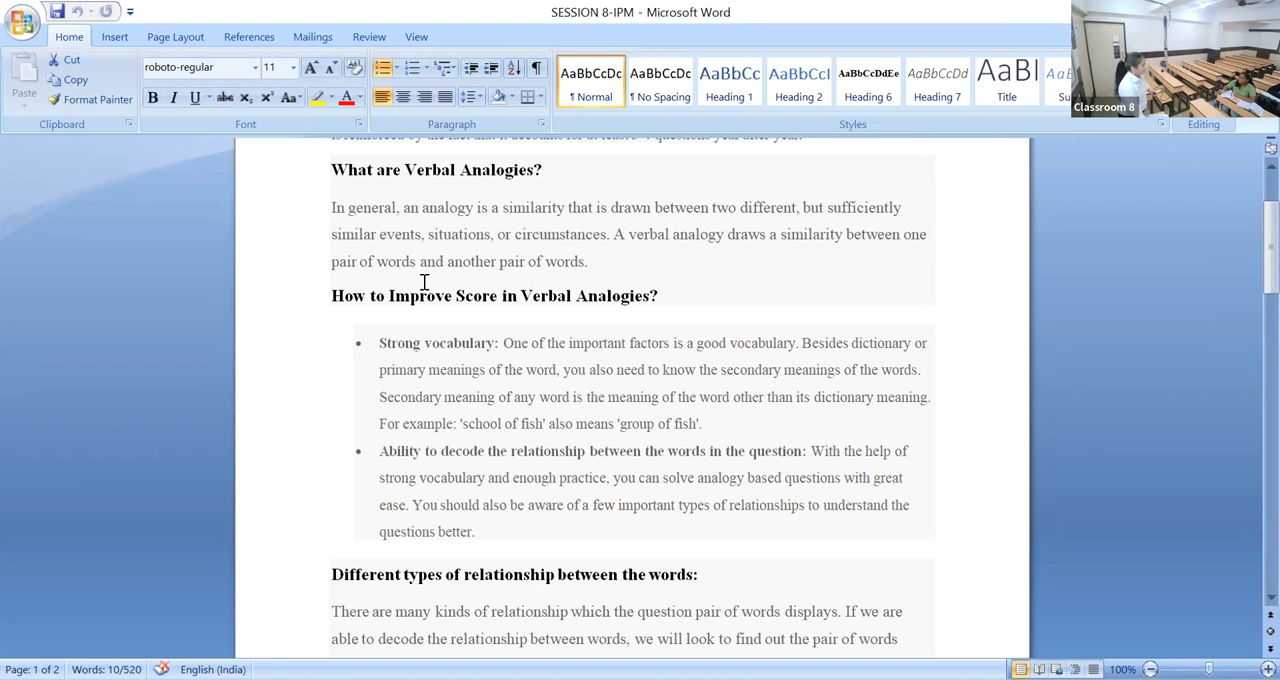 SESSION 8-IPM - Microsoft Word
Home Insert Page Layout References Mailings Review View
Paste
Cut
Copy
Format Painter
Clipboard
roboto-regular 11
B I U abc x₂ x² Aa
Font
Paragraph
AaBbCcDc AaBbCcDc AaBbCc AaBbCcI AaBbCcDdEe AaBbCcDd AaBl
¶ Normal ¶ No Spacing Heading 1 Heading 2 Heading 6 Heading 7 Title
Styles
Editing
Classroom 8
What are Verbal Analogies?
In general, an analogy is a similarity that is drawn between two different, but sufficiently
similar events, situations, or circumstances. A verbal analogy draws a similarity between one
pair of words and another pair of words.
How to Improve Score in Verbal Analogies?
• Strong vocabulary: One of the important factors is a good vocabulary. Besides dictionary or
primary meanings of the word, you also need to know the secondary meanings of the words.
Secondary meaning of any word is the meaning of the word other than its dictionary meaning.
For example: 'school of fish' also means 'group of fish'.
• Ability to decode the relationship between the words in the question: With the help of
strong vocabulary and enough practice, you can solve analogy based questions with great
ease. You should also be aware of a few important types of relationships to understand the
questions better.
Different types of relationship between the words:
There are many kinds of relationship which the question pair of words displays. If we are
able to decode the relationship between words, we will look to find out the pair of words
Page: 1 of 2 Words: 10/520 English (India) 100%